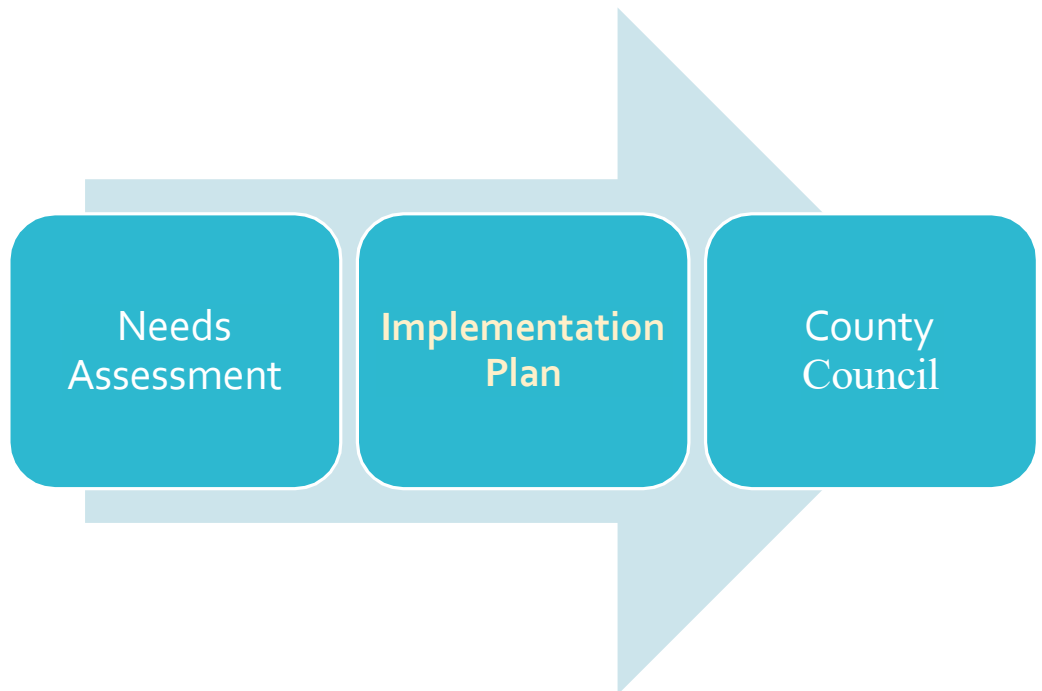 Needs
Assessment
Implementation
Plan
County
Council